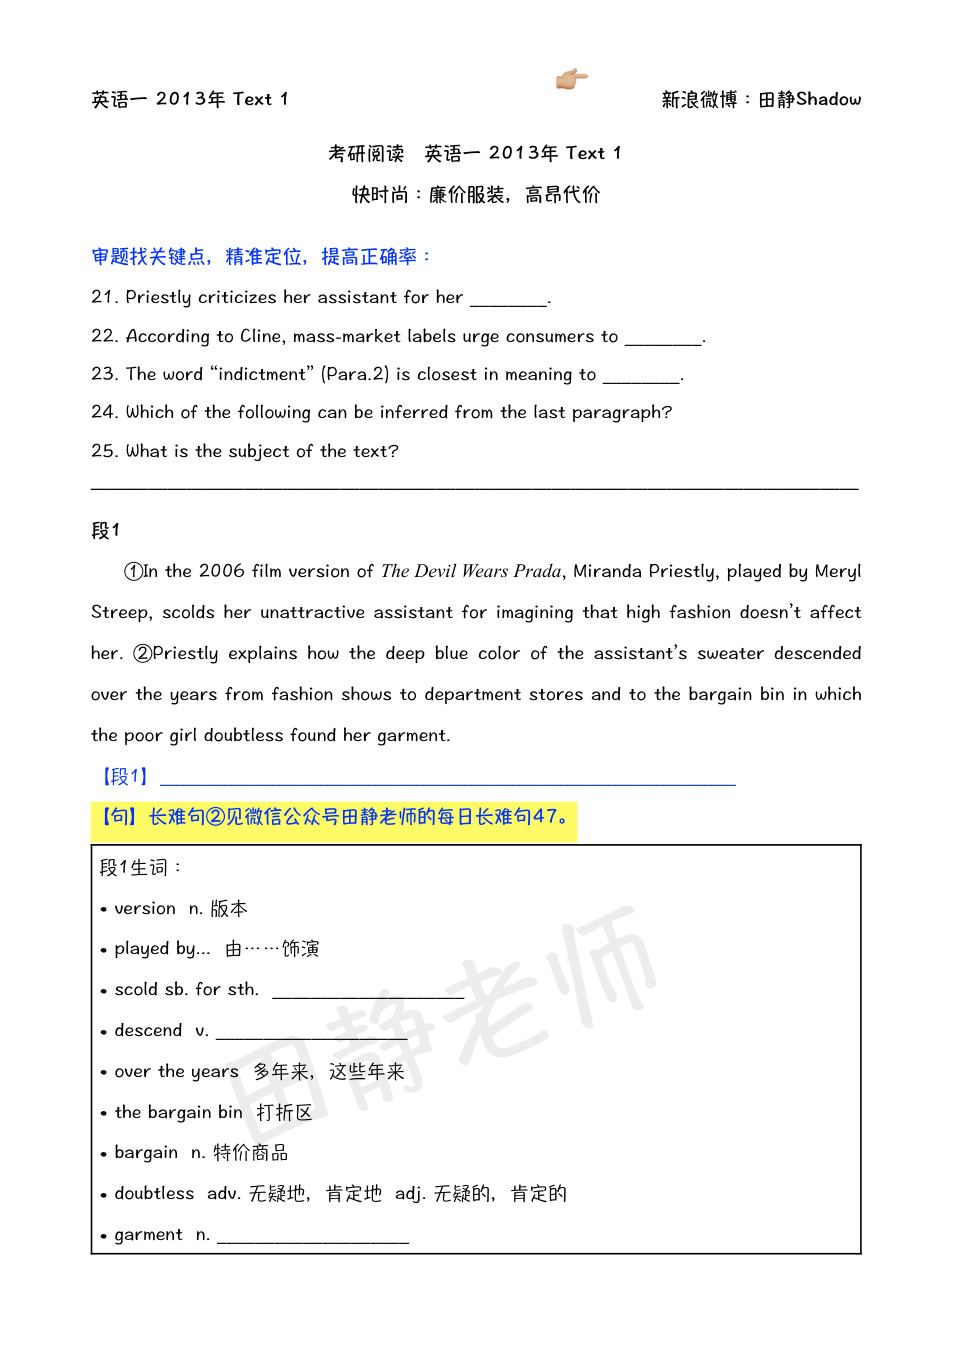 英语一 2013年 Text 1 新浪微博：田静Shadow
考研阅读 英语一 2013年 Text 1
快时尚：廉价服装，高昂代价
审题找关键点，精准定位，提高正确率：
21. Priestly criticizes her assistant for her ________.
22. According to Cline, mass-market labels urge consumers to ________.
23. The word “indictment” (Para.2) is closest in meaning to ________.
24. Which of the following can be inferred from the last paragraph?
25. What is the subject of the text?
段1
①In the 2006 film version of The Devil Wears Prada, Miranda Priestly, played by Meryl
Streep, scolds her unattractive assistant for imagining that high fashion doesn’t affect
her. ②Priestly explains how the deep blue color of the assistant’s sweater descended
over the years from fashion shows to department stores and to the bargain bin in which
the poor girl doubtless found her garment.
【段1】____________________________________________________________
【句】长难句②见微信公众号田静老师的每日长难句47。
段1生词：
• version n. 版本
• played by... 由……饰演
• scold sb. for sth. ____________________
• descend v. ____________________
• over the years 多年来，这些年来
• the bargain bin 打折区
• bargain n. 特价商品
• doubtless adv. 无疑地，肯定地 adj. 无疑的，肯定的
• garment n. ____________________
田静老师